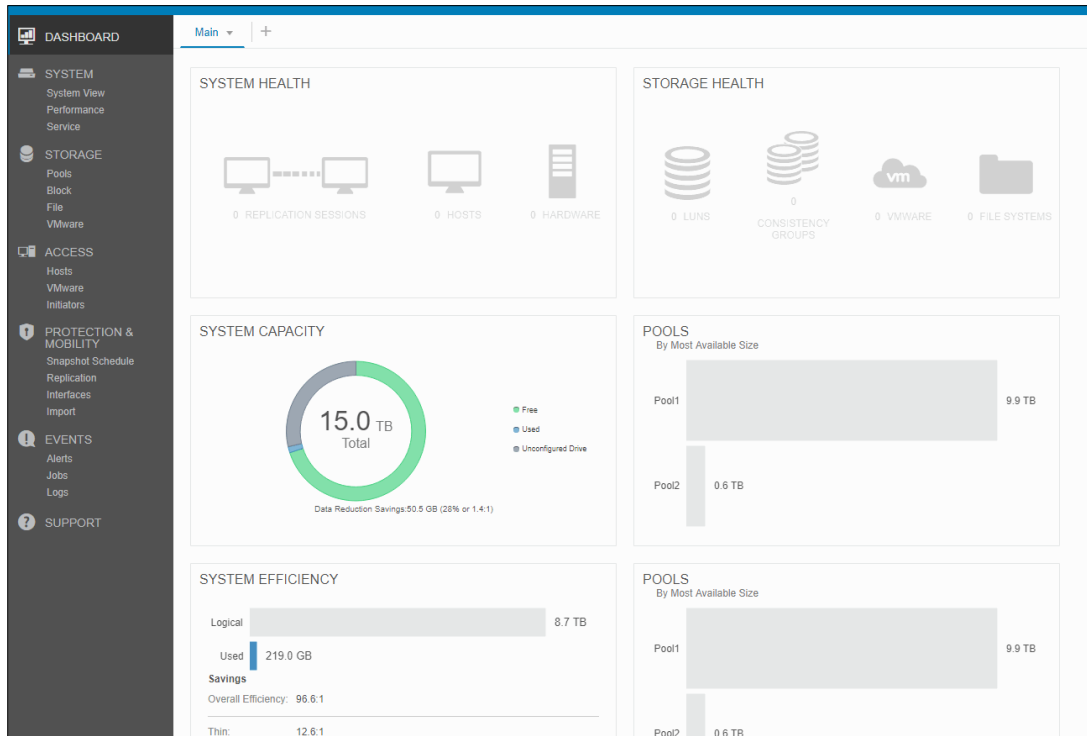 DASHBOARD
SYSTEM
System View
Performance
Service
STORAGE
Pools
Block
File
VMware
ACCESS
Hosts
VMware
Initiators
PROTECTION &
MOBILITY
Snapshot Schedule
Replication
Interfaces
Import
EVENTS
Alerts
Jobs
Logs
SUPPORT
Main
SYSTEM HEALTH
0 REPLICATION SESSIONS
0 HOSTS
0 HARDWARE
STORAGE HEALTH
vm
0 LUNS
0
CONSISTENCY
GROUPS
0 VMWARE
0 FILE SYSTEMS
SYSTEM CAPACITY
15.0 TB
Total
Free
Used
Unconfigured Drive
Data Reduction Savings:50.5 GB (28% or 1.4:1)
POOLS
By Most Available Size
Pool1 9.9 TB
Pool2 0.6 TB
SYSTEM EFFICIENCY
Logical 8.7 TB
Used 219.0 GB
Savings
Overall Efficiency: 96.6:1
Thin: 12.6:1
POOLS
By Most Available Size
Pool1 9.9 TB
Pool2 0.6 TB